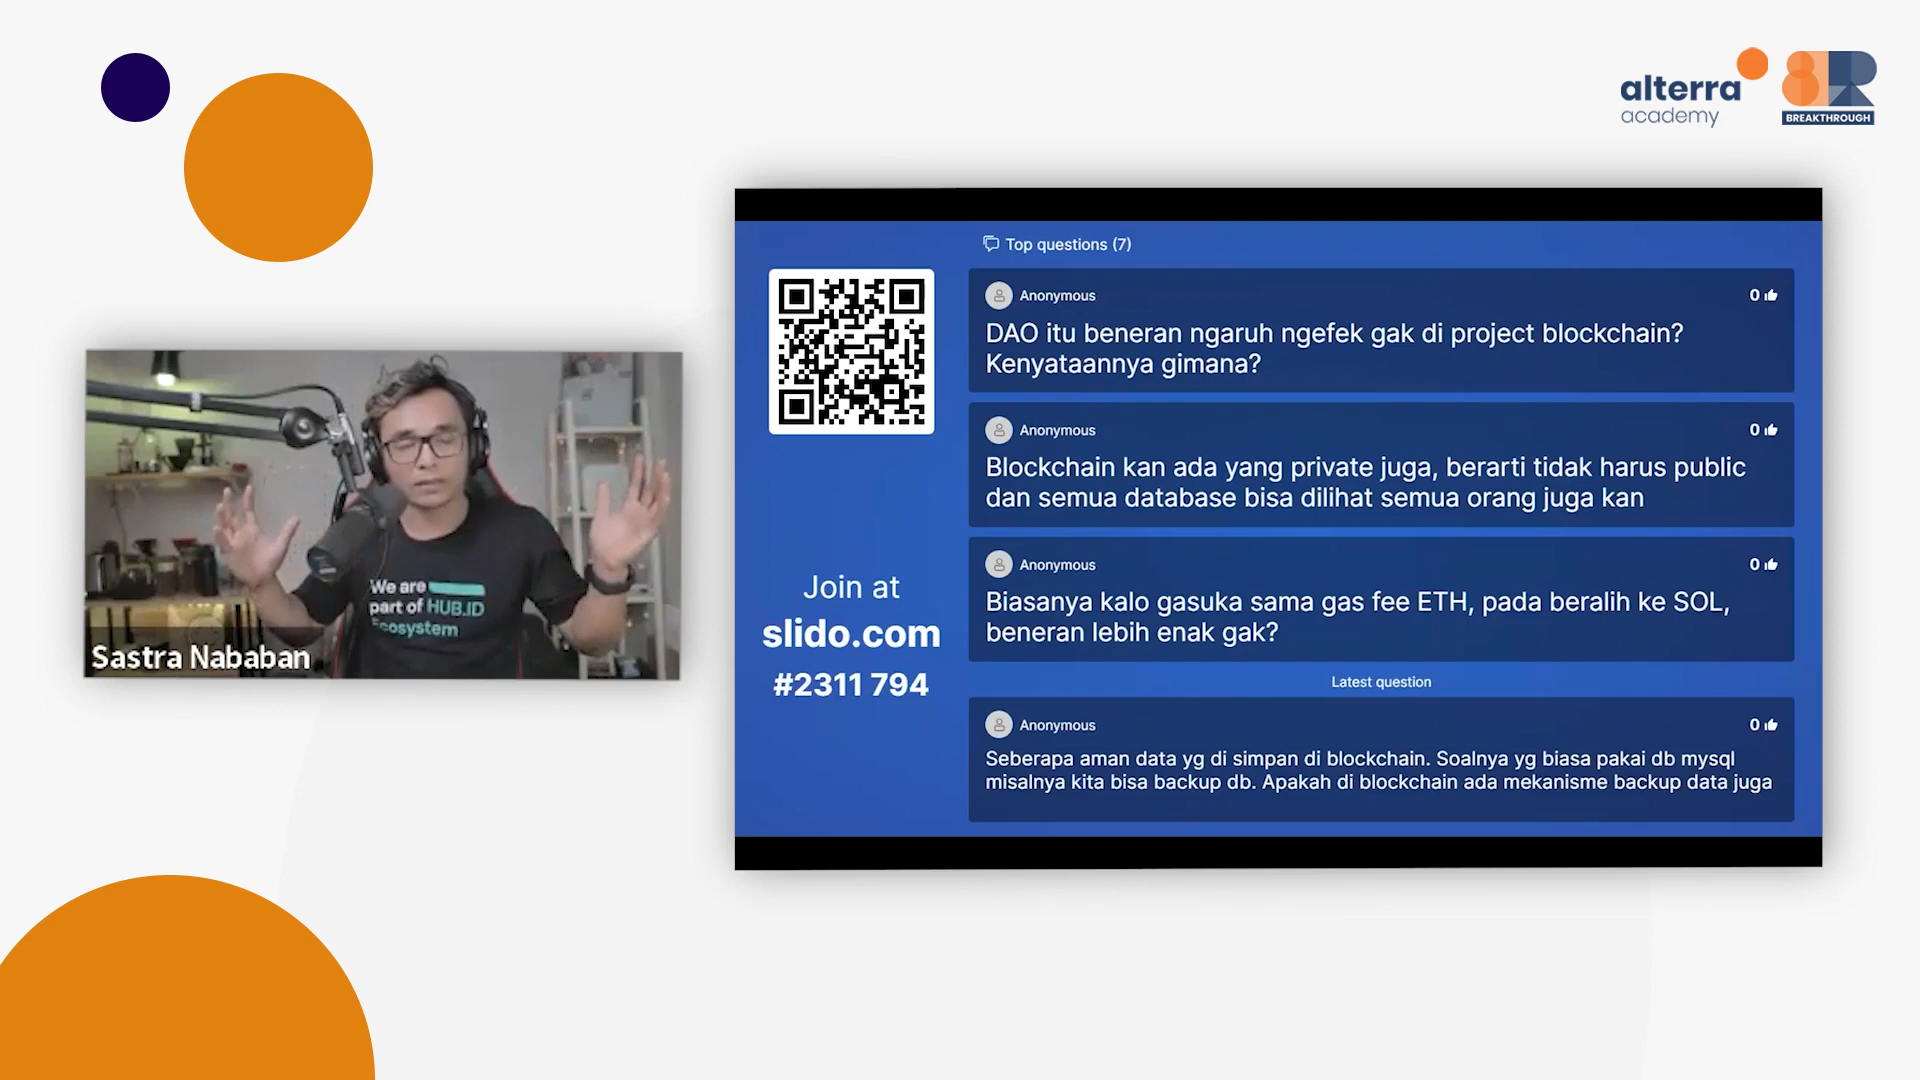 alterra
academy
BREAKTHROUGH
We are
part of HUB.ID
Ecosystem
Sastra Nababan
Join at
slido.com
#2311 794
Top questions (7)
Anonymous
0
DAO itu beneran ngaruh ngefek gak di project blockchain?
Kenyataannya gimana?
Anonymous
0
Blockchain kan ada yang private juga, berarti tidak harus public
dan semua database bisa dilihat semua orang juga kan
Anonymous
0
Biasanya kalo gasuka sama gas fee ETH, pada beralih ke SOL,
beneran lebih enak gak?
Latest question
Anonymous
0
Seberapa aman data yg di simpan di blockchain. Soalnya yg biasa pakai db mysql
misalnya kita bisa backup db. Apakah di blockchain ada mekanisme backup data juga